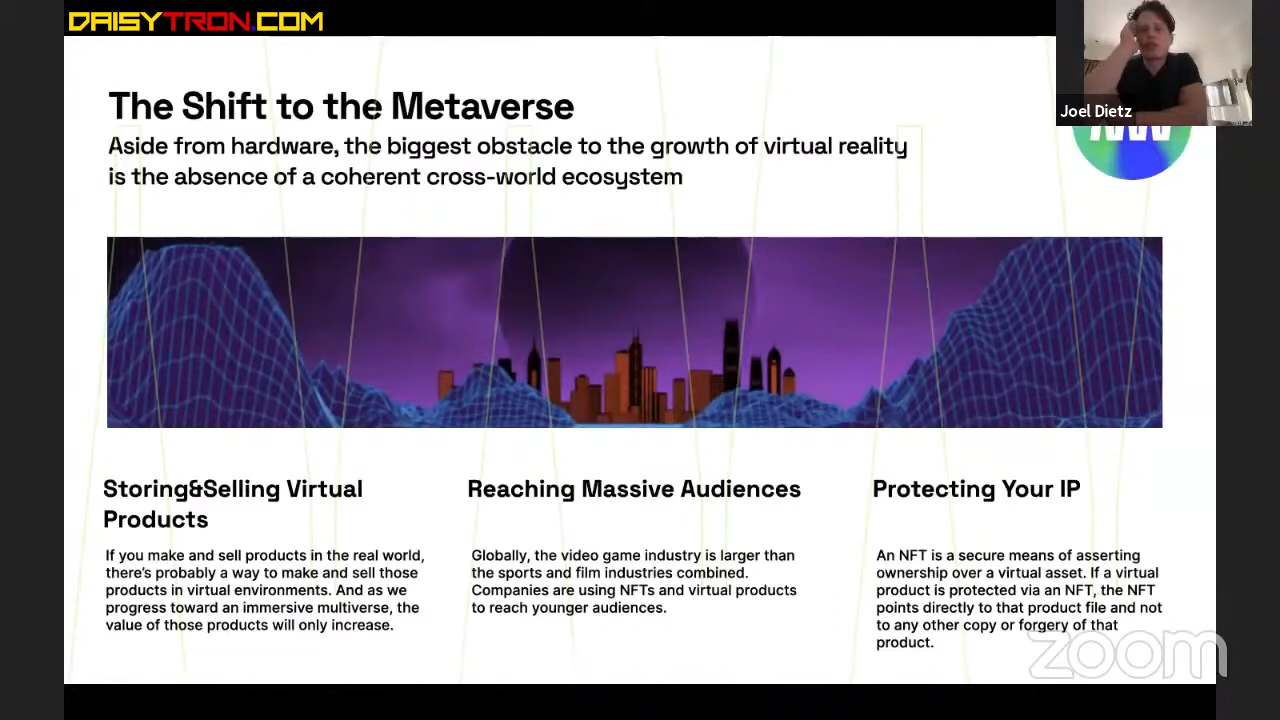 DAISYTRON.COM
Joel Dietz
The Shift to the Metaverse
Aside from hardware, the biggest obstacle to the growth of virtual reality
is the absence of a coherent cross-world ecosystem
Storing&Selling Virtual
Products
If you make and sell products in the real world,
there's probably a way to make and sell those
products in virtual environments. And as we
progress toward an immersive multiverse, the
value of those products will only increase.
Reaching Massive Audiences
Globally, the video game industry is larger than
the sports and film industries combined.
Companies are using NFTs and virtual products
to reach younger audiences.
Protecting Your IP
An NFT is a secure means of asserting
ownership over a virtual asset. If a virtual
product is protected via an NFT, the NFT
points directly to that product file and not
to any other copy or forgery of that
product.
zoom